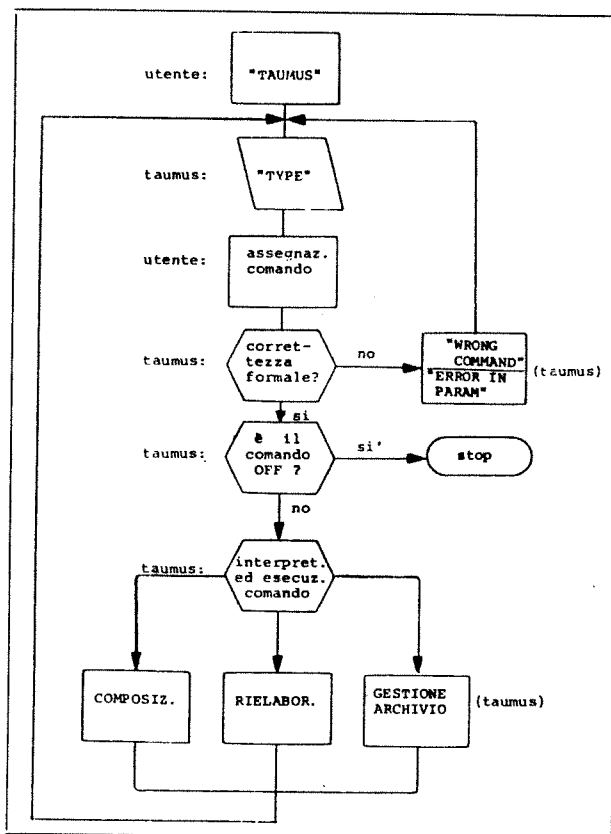 utente:
"TAUMUS"
taumus:
"TYPE"
utente:
assegnaz.
comando
taumus:
corret-
tezza
formale?
no
"WRONG
COMMAND"
"ERROR IN
PARAM"
(taumus)
si
taumus:
è il
comando
OFF ?
si'
stop
no
taumus:
interpret.
ed esecuz.
comando
COMPOSIZ.
RIELABOR.
GESTIONE
ARCHIVIO
(taumus)